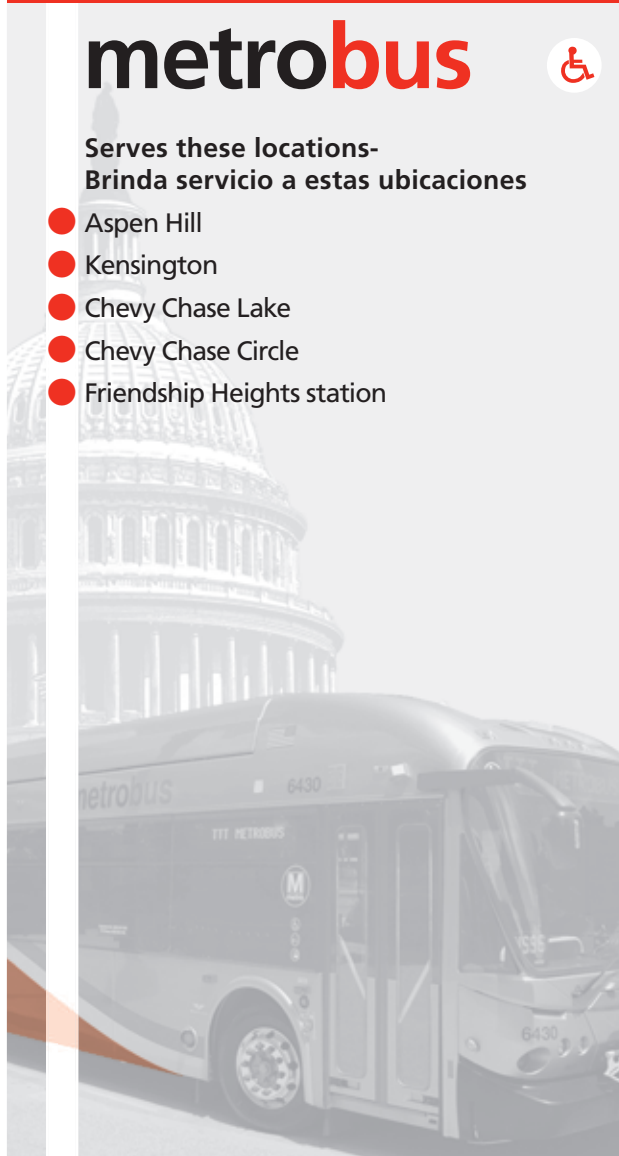 metrobus
Serves these locations-
Brinda servicio a estas ubicaciones
Aspen Hill
Kensington
Chevy Chase Lake
Chevy Chase Circle
Friendship Heights station
metrobus
6430
TTT METROBUS
M
6430